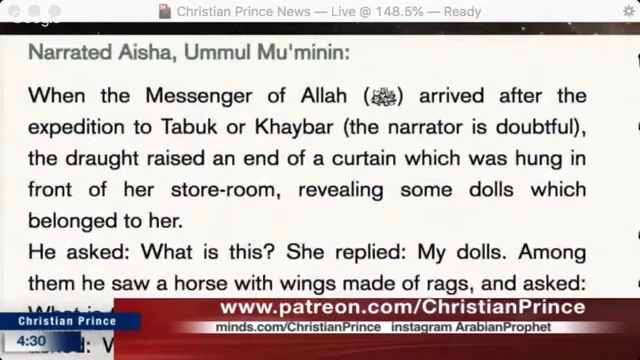 Christian Prince News — Live @ 148.5% — Ready
Narrated Aisha, Ummul Mu'minin:
When the Messenger of Allah (ﷺ) arrived after the
expedition to Tabuk or Khaybar (the narrator is doubtful),
the draught raised an end of a curtain which was hung in
front of her store-room, revealing some dolls which
belonged to her.
He asked: What is this? She replied: My dolls. Among
them he saw a horse with wings made of rags, and asked:
www.patreon.com/ChristianPrince
Christian Prince
minds.com/ChristianPrince instagram ArabianProphet
4:30